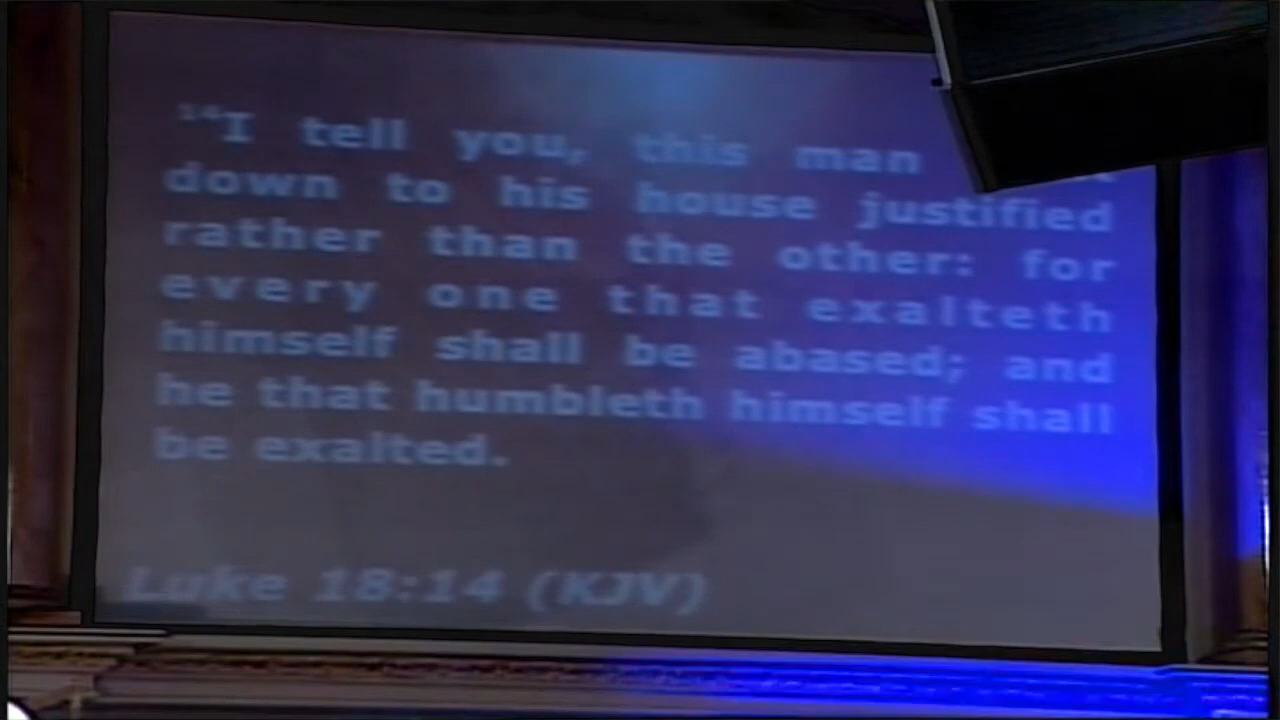 14I tell you, this man
down to his house justified
rather than the other: for
every one that exalteth
himself shall be abased; and
he that humbleth himself shall
be exalted.
Luke 18:14 (KJV)